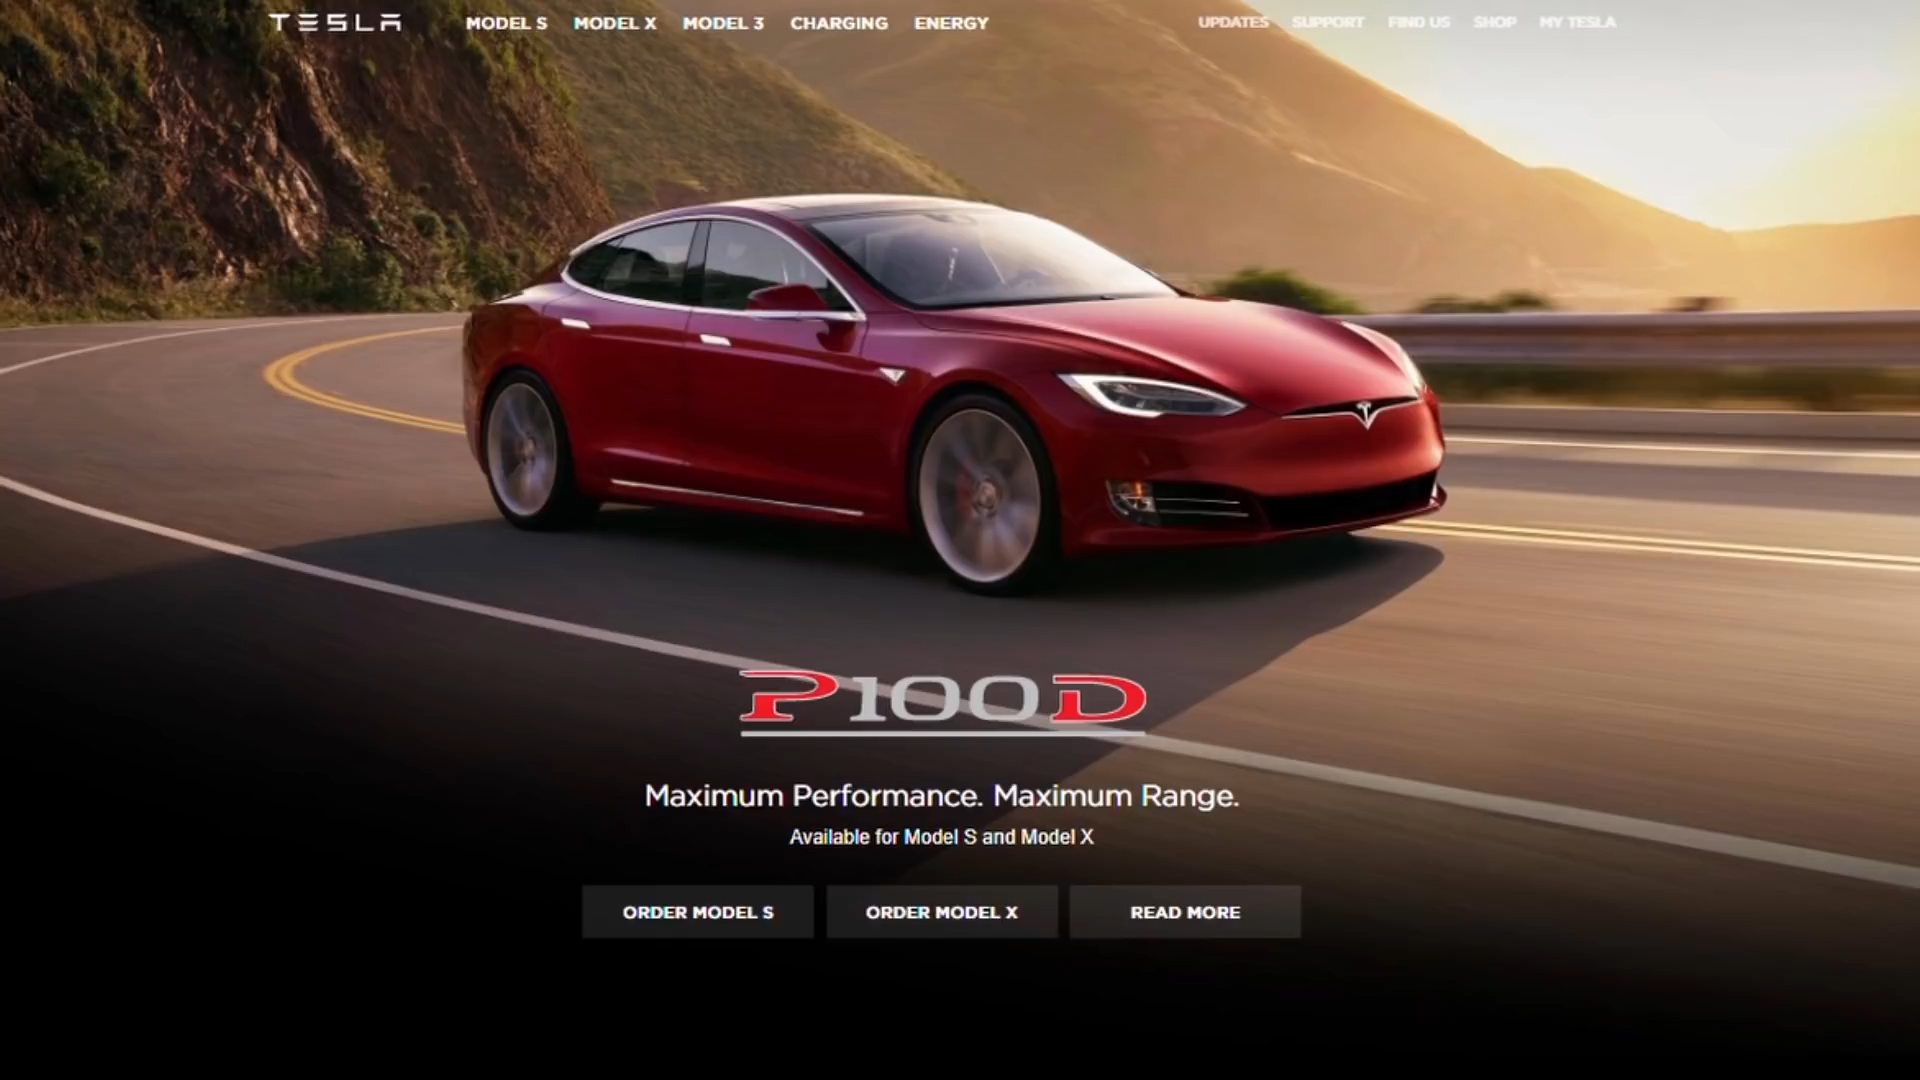 TESLA MODEL S MODEL X MODEL 3 CHARGING ENERGY UPDATES SUPPORT FIND US SHOP MY TESLA
P100D
Maximum Performance. Maximum Range.
Available for Model S and Model X
ORDER MODEL S ORDER MODEL X READ MORE